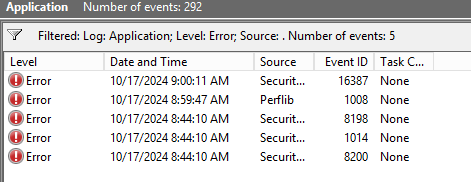 Application Number of events: 292
Filtered: Log: Application; Level: Error; Source: . Number of events: 5
Level Date and Time Source Event ID Task C...
Error 10/17/2024 9:00:11 AM Securit... 16387 None
Error 10/17/2024 8:59:47 AM Perflib 1008 None
Error 10/17/2024 8:44:10 AM Securit... 8198 None
Error 10/17/2024 8:44:10 AM Securit... 1014 None
Error 10/17/2024 8:44:10 AM Securit... 8200 None